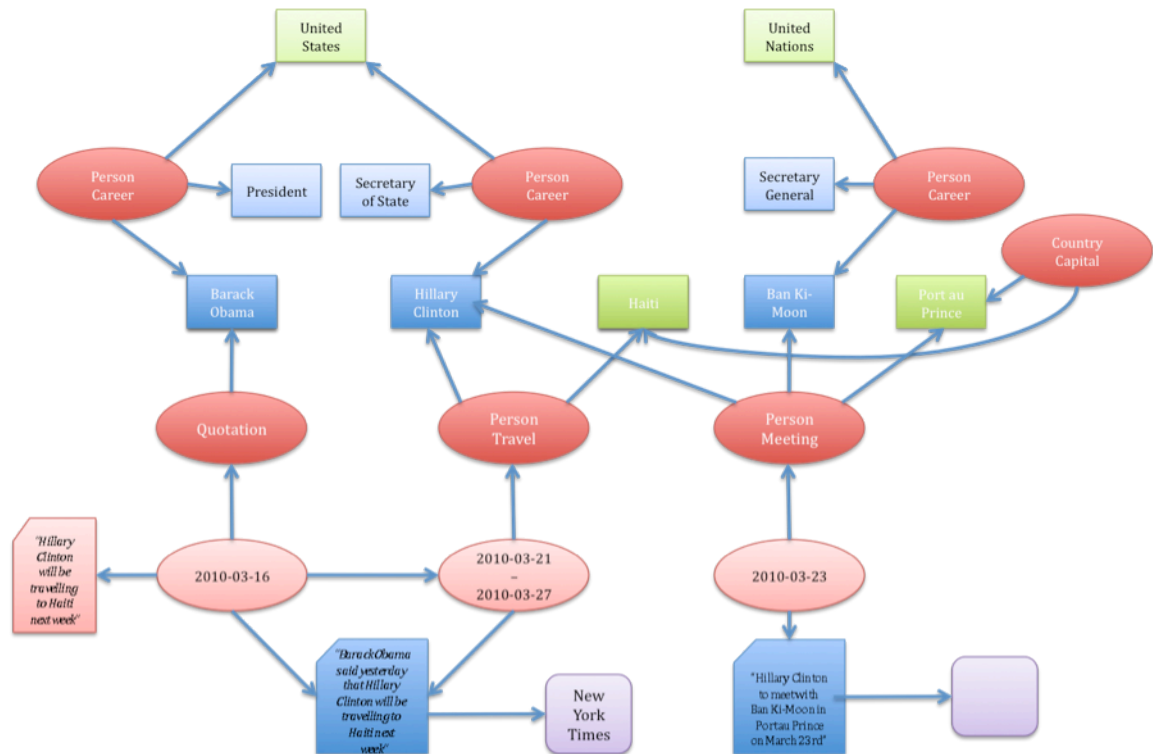 United
States
United
Nations
Person
Career
President
Secretary
of State
Person
Career
Secretary
General
Person
Career
Country
Capital
Barack
Obama
Hillary
Clinton
Haiti
Ban Ki-
Moon
Port au
Prince
Quotation
Person
Travel
Person
Meeting
"Hillary
Clinton
will be
travelling
to Haiti
next week"
2010-03-16
2010-03-21
–
2010-03-27
2010-03-23
"Barack Obama
said yesterday
that Hillary
Clinton will be
travelling to
Haiti next
week"
New
York
Times
"Hillary Clinton
to meet with
Ban Ki-Moon in
Port au Prince
on March 23rd"